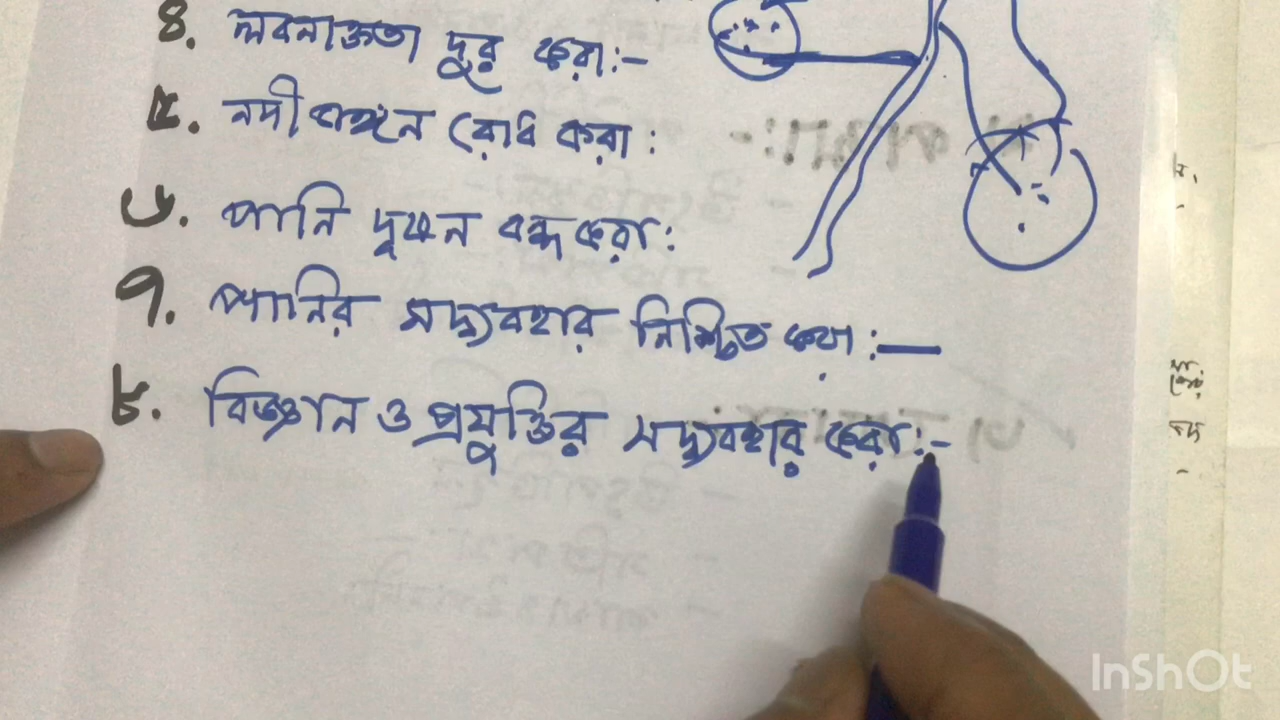 ৪. লবনাক্ততা দুর করা:-
৫. নদী ভাঙ্গন রোধ করা:
৬. পানি দুষন বন্ধ করা:
৭. পানির সদ্ব্যবহার নিশ্চিত করা:—
৮. বিজ্ঞান ও প্রযুক্তির সদ্ব্যবহার করা:-
InShOt